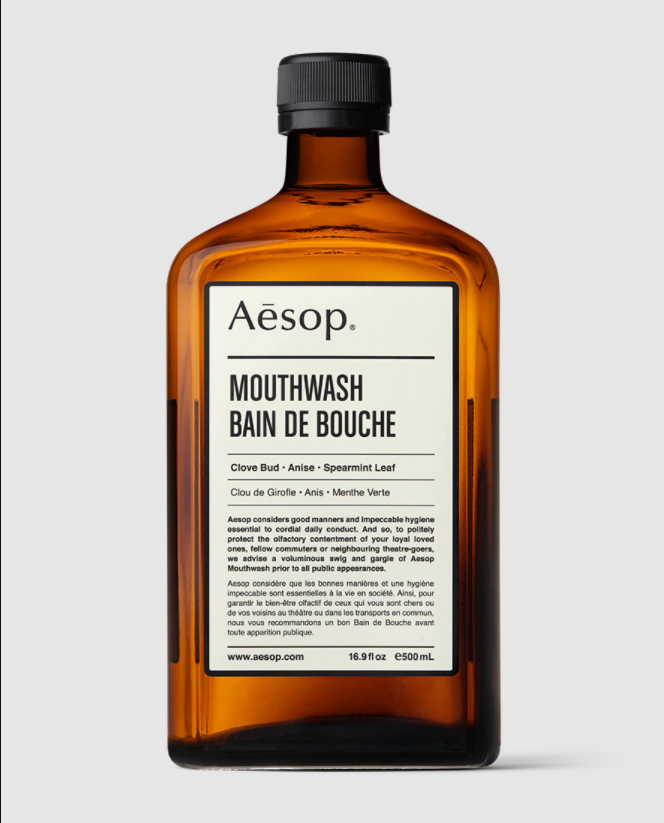 Aēsop®
MOUTHWASH
BAIN DE BOUCHE
Clove Bud · Anise · Spearmint Leaf
Clou de Girofle · Anis · Menthe Verte
Aesop considers good manners and impeccable hygiene
essential to cordial daily conduct. And so, to politely
protect the olfactory contentment of your loyal loved
ones, fellow commuters or neighbouring theatre-goers,
we advise a voluminous swig and gargle of Aesop
Mouthwash prior to all public appearances.
Aesop considère que les bonnes manières et une hygiène
impeccable sont essentielles à la vie en société. Ainsi, pour
garantir le bien-être olfactif de ceux qui vous sont chers ou
de vos voisins au théâtre ou dans les transports en commun,
nous vous recommandons un bon Bain de Bouche avant
toute apparition publique.
www.aesop.com 16.9 fl oz ℮500 mL